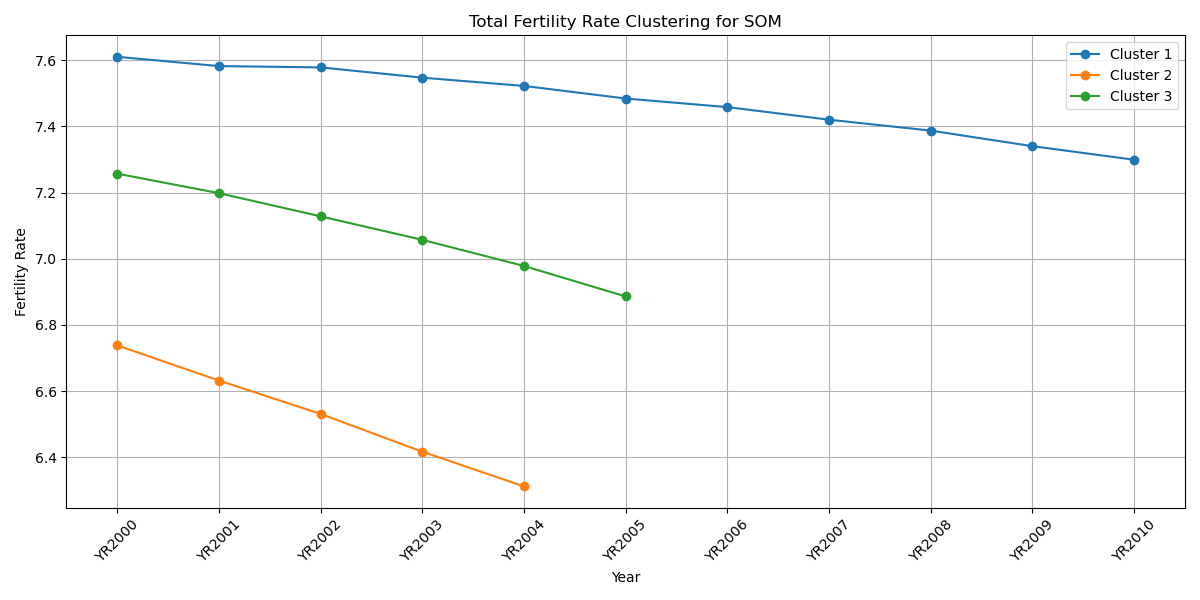 Total Fertility Rate Clustering for SOM
Cluster 1
Cluster 2
Cluster 3
Fertility Rate
7.6
7.4
7.2
7.0
6.8
6.6
6.4
YR2000
YR2001
YR2002
YR2003
YR2004
YR2005
YR2006
YR2007
YR2008
YR2009
YR2010
Year